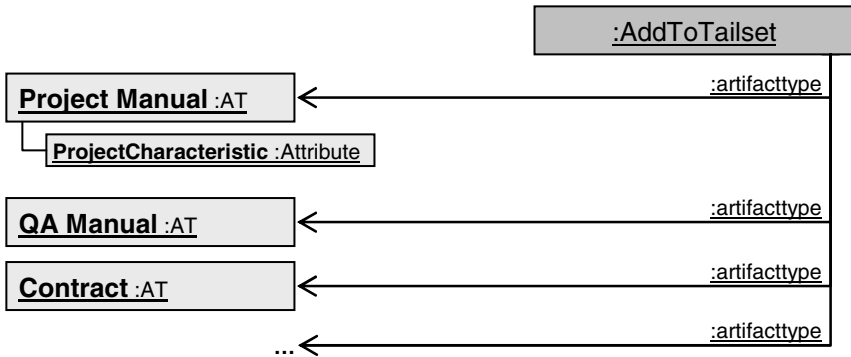 :AddToTailset
:artifacttype
Project Manual :AT
ProjectCharacteristic :Attribute
:artifacttype
QA Manual :AT
:artifacttype
Contract :AT
:artifacttype
...